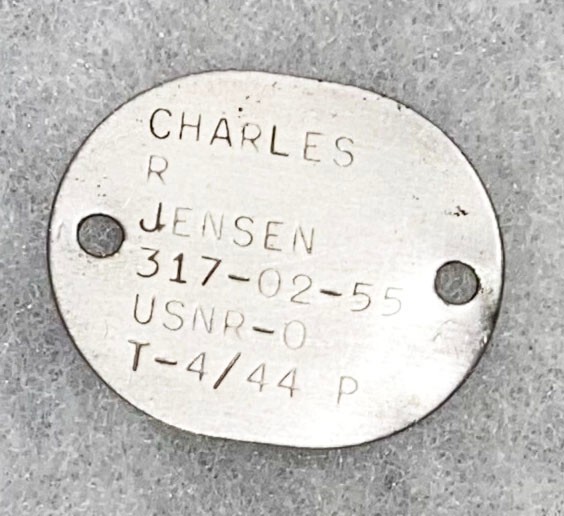 CHARLES
R
JENSEN
317-02-55
USNR-O
T-4/44 P